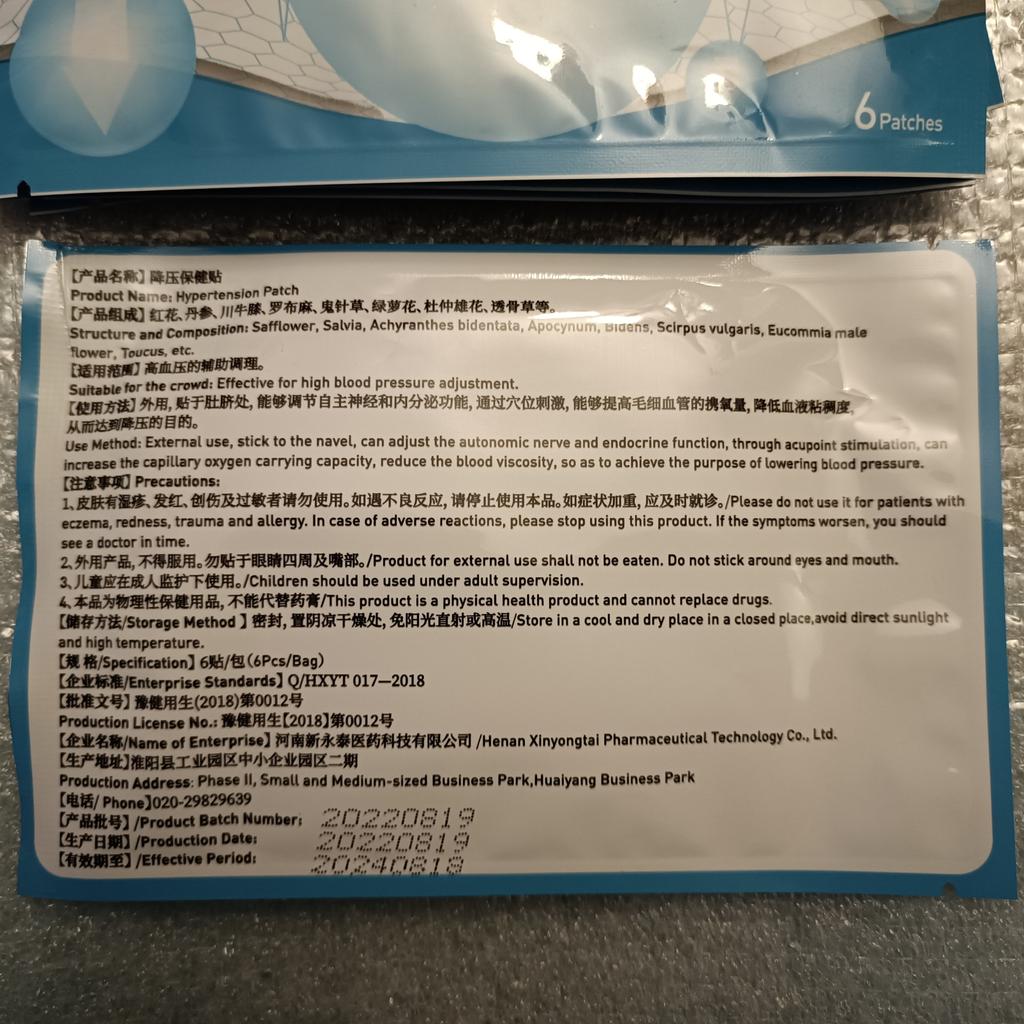 6 Patches
【产品名称】降压保健贴
Product Name: Hypertension Patch
【产品组成】红花、丹参、川牛膝、罗布麻、鬼针草、绿萝花、杜仲雄花、透骨草等。
Structure and Composition: Safflower, Salvia, Achyranthes bidentata, Apocynum, Bidens, Scirpus vulgaris, Eucommia male
flower, Toucus, etc.
【适用范围】高血压的辅助调理。
Suitable for the crowd: Effective for high blood pressure adjustment.
【使用方法】外用, 贴于肚脐处, 能够调节自主神经和内分泌功能, 通过穴位刺激, 能够提高毛细血管的携氧量, 降低血液粘稠度,
从而达到降压的目的。
Use Method: External use, stick to the navel, can adjust the autonomic nerve and endocrine function, through acupoint stimulation, can
increase the capillary oxygen carrying capacity, reduce the blood viscosity, so as to achieve the purpose of lowering blood pressure.
【注意事项】Precautions:
1、皮肤有湿疹、发红、创伤及过敏者请勿使用。如遇不良反应, 请停止使用本品。如症状加重, 应及时就诊。/Please do not use it for patients with
eczema, redness, trauma and allergy. In case of adverse reactions, please stop using this product. If the symptoms worsen, you should
see a doctor in time.
2、外用产品, 不得服用。勿贴于眼睛四周及嘴部。/Product for external use shall not be eaten. Do not stick around eyes and mouth.
3、儿童应在成人监护下使用。/Children should be used under adult supervision.
4、本品为物理性保健用品, 不能代替药膏/This product is a physical health product and cannot replace drugs.
【储存方法/Storage Method 】密封, 置阴凉干燥处, 免阳光直射或高温/Store in a cool and dry place in a closed place,avoid direct sunlight
and high temperature.
【规 格/Specification】6贴/包(6Pcs/Bag)
【企业标准/Enterprise Standards】Q/HXYT 017—2018
【批准文号】豫健用生(2018)第0012号
Production License No.: 豫健用生【2018】第0012号
【企业名称/Name of Enterprise】河南新永泰医药科技有限公司 /Henan Xinyongtai Pharmaceutical Technology Co., Ltd.
【生产地址】淮阳县工业园区中小企业园区二期
Production Address: Phase II, Small and Medium-sized Business Park,Huaiyang Business Park
【电话/ Phone】020-29829639
【产品批号】/Product Batch Number: 20220819
【生产日期】/Production Date: 20220819
【有效期至】/Effective Period: 20240818